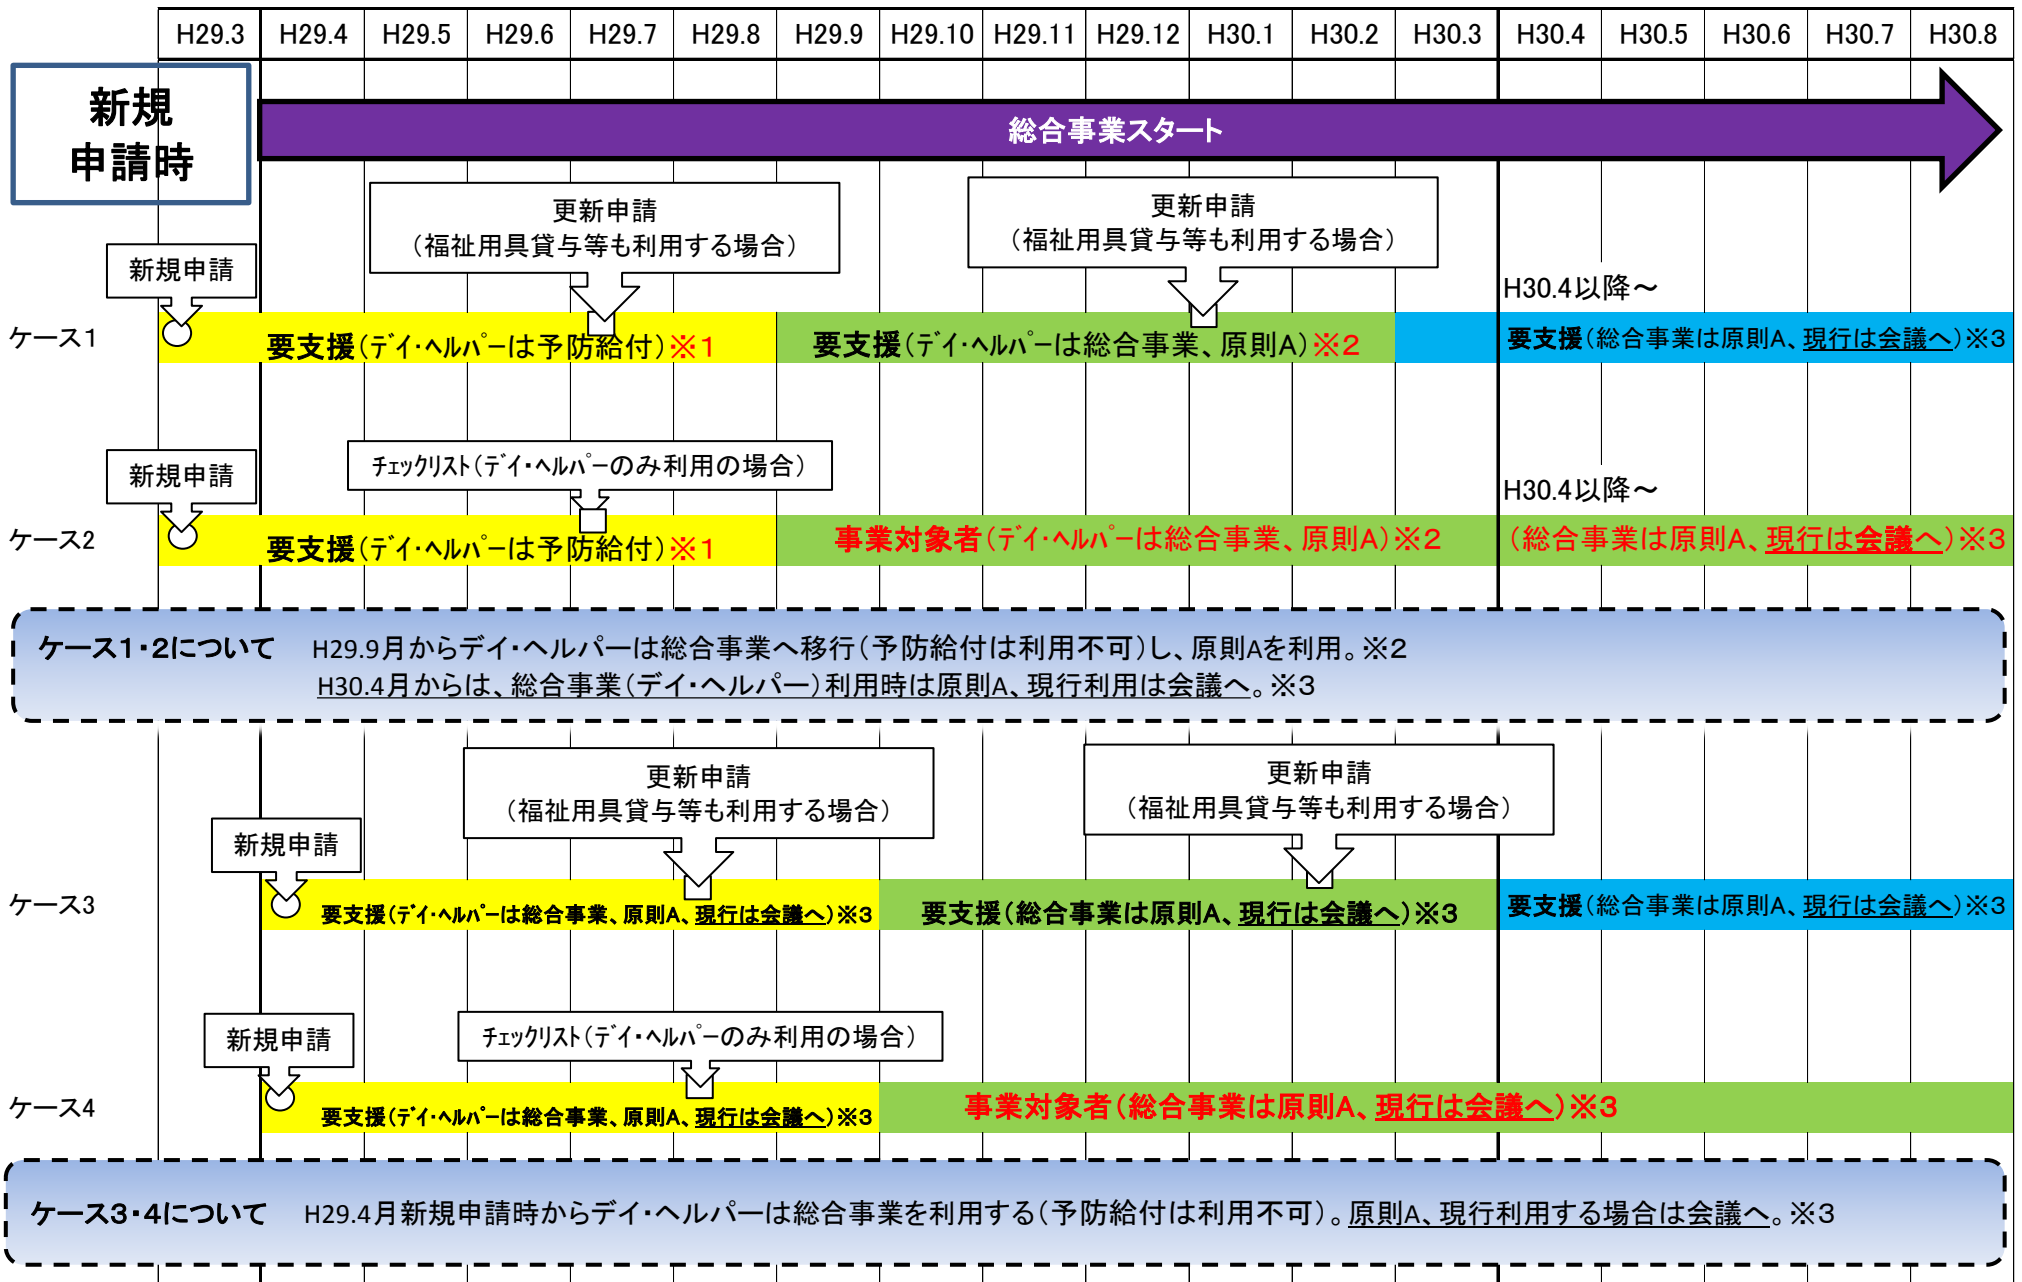 H29.3 H29.4 H29.5 H29.6 H29.7 H29.8 H29.9 H29.10 H29.11 H29.12 H30.1 H30.2 H30.3 H30.4 H30.5 H30.6 H30.7 H30.8
新規
申請時
総合事業スタート
更新申請
（福祉用具貸与等も利用する場合）
更新申請
（福祉用具貸与等も利用する場合）
新規申請
H30.4以降～
ケース1
要支援（ﾃﾞｲ・ﾍﾙﾊﾟｰは予防給付）※1
要支援（ﾃﾞｲ・ﾍﾙﾊﾟｰは総合事業、原則A）※2
要支援（総合事業は原則A、現行は会議へ）※3
新規申請
ﾁｪｯｸﾘｽﾄ（ﾃﾞｲ・ﾍﾙﾊﾟｰのみ利用の場合）
H30.4以降～
ケース2
要支援（ﾃﾞｲ・ﾍﾙﾊﾟｰは予防給付）※1
事業対象者（ﾃﾞｲ・ﾍﾙﾊﾟｰは総合事業、原則A）※2
（総合事業は原則A、現行は会議へ）※3
ケース1・2について H29.9月からデイ・ヘルパーは総合事業へ移行（予防給付は利用不可）し、原則Aを利用。※2
H30.4月からは、総合事業（デイ・ヘルパー）利用時は原則A、現行利用は会議へ。※3
更新申請
（福祉用具貸与等も利用する場合）
更新申請
（福祉用具貸与等も利用する場合）
新規申請
ケース3
要支援（ﾃﾞｲ・ﾍﾙﾊﾟｰは総合事業、原則A、現行は会議へ）※3
要支援（総合事業は原則A、現行は会議へ）※3
要支援（総合事業は原則A、現行は会議へ）※3
新規申請
ﾁｪｯｸﾘｽﾄ（ﾃﾞｲ・ﾍﾙﾊﾟｰのみ利用の場合）
ケース4
要支援（ﾃﾞｲ・ﾍﾙﾊﾟｰは総合事業、原則A、現行は会議へ）※3
事業対象者（総合事業は原則A、現行は会議へ）※3
ケース3・4について H29.4月新規申請時からデイ・ヘルパーは総合事業を利用する（予防給付は利用不可）。原則A、現行利用する場合は会議へ。※3